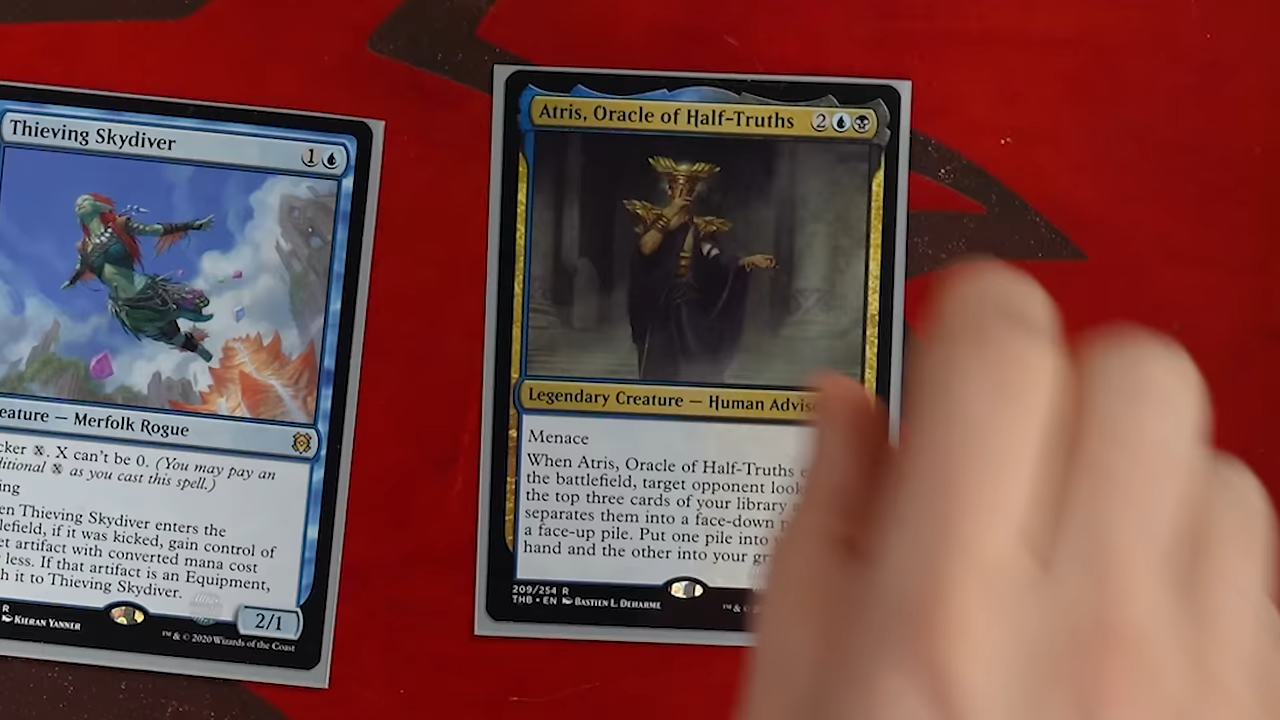 Thieving Skydiver
1
eature — Merfolk Rogue
cker X. X can't be 0. (You may pay an
ditional X as you cast this spell.)
ing
en Thieving Skydiver enters the
lefield, if it was kicked, gain control of
et artifact with converted mana cost
less. If that artifact is an Equipment,
h it to Thieving Skydiver.
R
Kieran Yanner
™ & © 2020 Wizards of the Coast
2/1
Atris, Oracle of Half-Truths
2
Legendary Creature — Human Adviso
Menace
When Atris, Oracle of Half-Truths e
the battlefield, target opponent look
the top three cards of your library a
separates them into a face-down p
a face-up pile. Put one pile into y
hand and the other into your gr
209/254 R
THB • EN Bastien L. Deharme
™ & ©